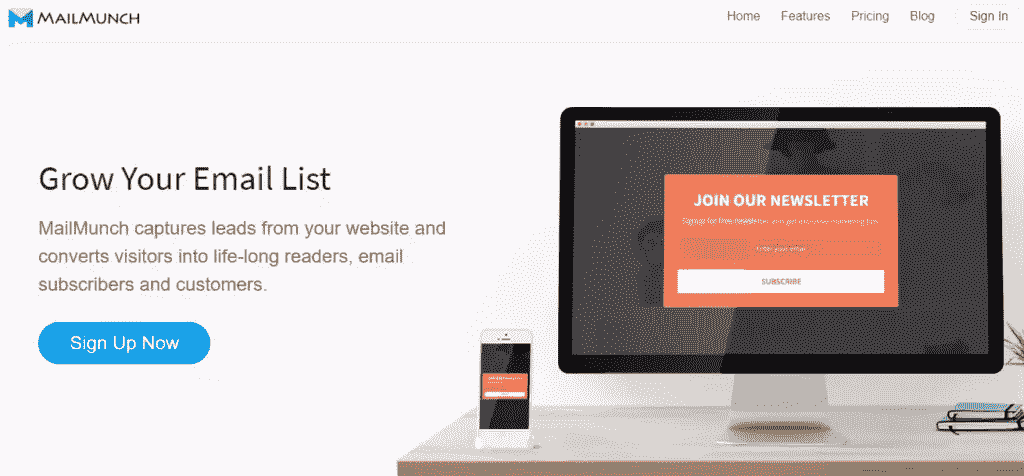 MAILMUNCH
Home Features Pricing Blog Sign In
Grow Your Email List
MailMunch captures leads from your website and
converts visitors into life-long readers, email
subscribers and customers.
Sign Up Now
JOIN OUR NEWSLETTER
Signup for free newsletter and get
Enter your email
SUBSCRIBE